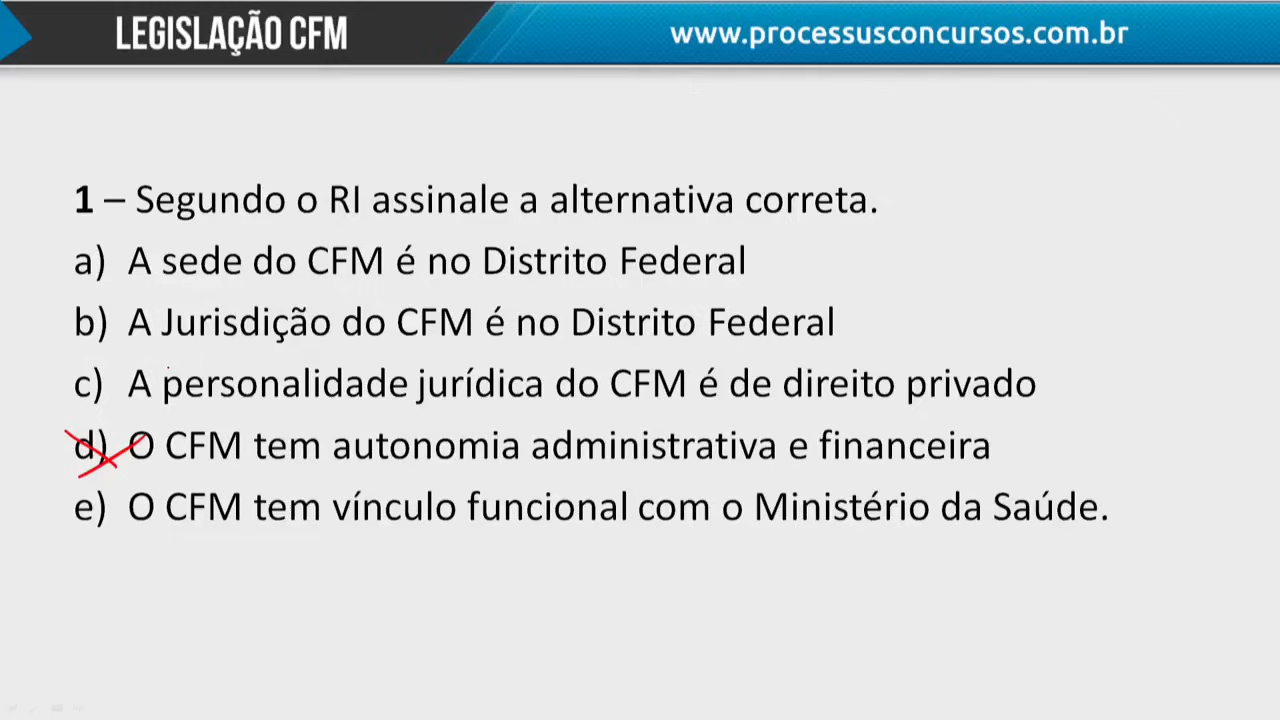 LEGISLAÇÃO CFM
www.processusconcursos.com.br
1 – Segundo o RI assinale a alternativa correta.
a) A sede do CFM é no Distrito Federal
b) A Jurisdição do CFM é no Distrito Federal
c) A personalidade jurídica do CFM é de direito privado
d) O CFM tem autonomia administrativa e financeira
e) O CFM tem vínculo funcional com o Ministério da Saúde.